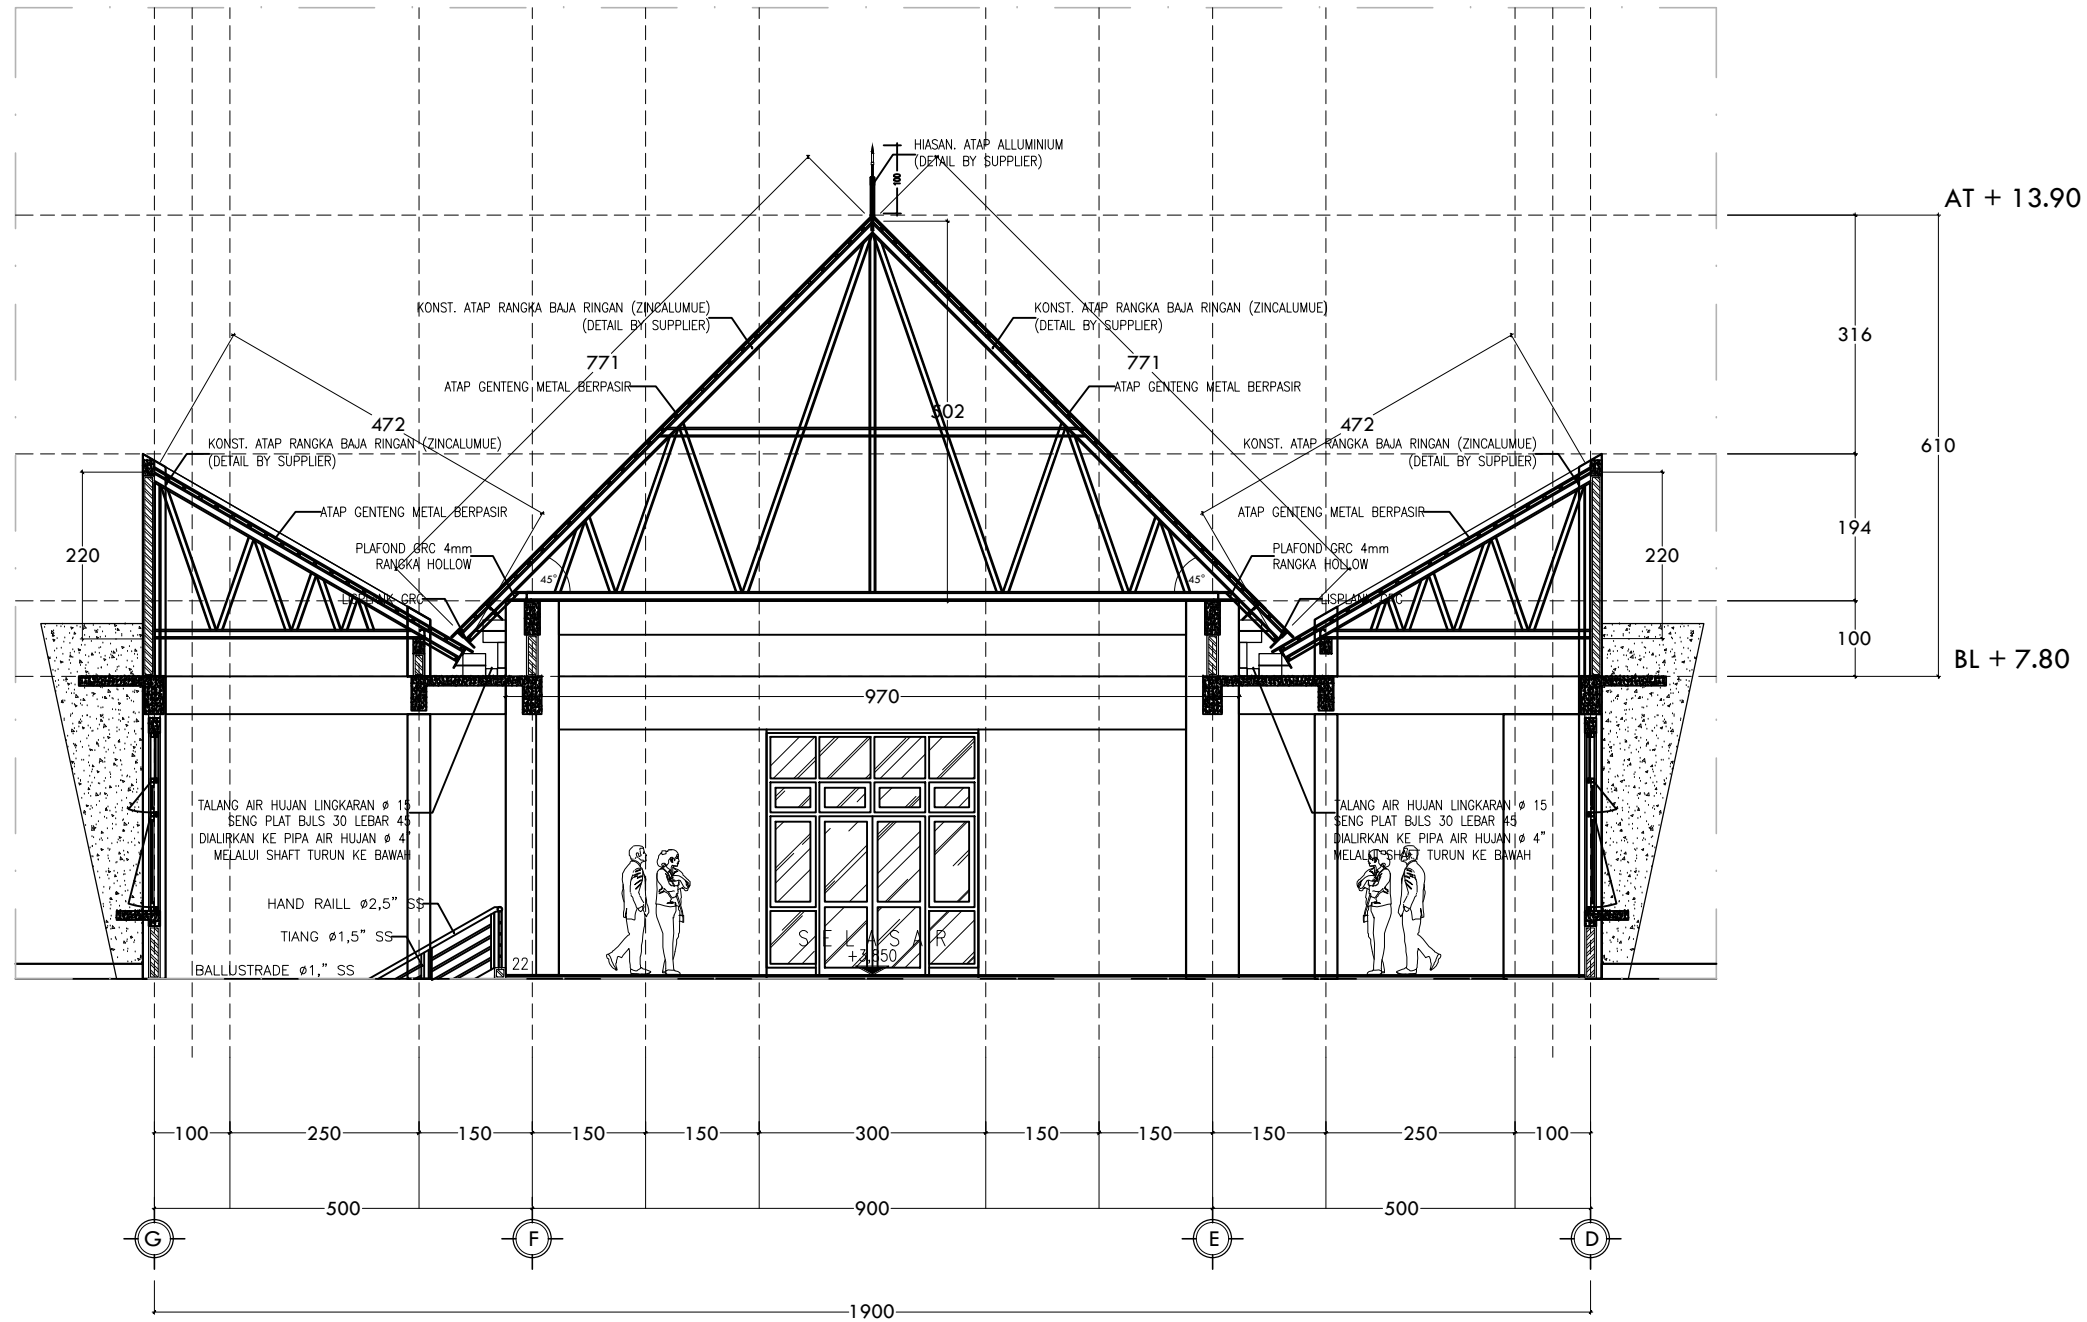 HIASAN. ATAP ALLUMINIUM
(DETAIL BY SUPPLIER)
100
AT + 13.90
KONST. ATAP RANGKA BAJA RINGAN (ZINCALUMUE)
(DETAIL BY SUPPLIER)
KONST. ATAP RANGKA BAJA RINGAN (ZINCALUMUE)
(DETAIL BY SUPPLIER)
316
771
771
ATAP GENTENG METAL BERPASIR
ATAP GENTENG METAL BERPASIR
502
472
472
KONST. ATAP RANGKA BAJA RINGAN (ZINCALUMUE)
(DETAIL BY SUPPLIER)
KONST. ATAP RANGKA BAJA RINGAN (ZINCALUMUE)
(DETAIL BY SUPPLIER)
610
ATAP GENTENG METAL BERPASIR
ATAP GENTENG METAL BERPASIR
194
220
PLAFOND GRC 4mm
RANGKA HOLLOW
PLAFOND GRC 4mm
RANGKA HOLLOW
220
45°
45°
LISPLANK GRC
LISPLANK GRC
100
BL + 7.80
970
TALANG AIR HUJAN LINGKARAN ø 15
SENG PLAT BJLS 30 LEBAR 45
DIALIRKAN KE PIPA AIR HUJAN ø 4"
MELALUI SHAFT TURUN KE BAWAH
TALANG AIR HUJAN LINGKARAN ø 15
SENG PLAT BJLS 30 LEBAR 45
DIALIRKAN KE PIPA AIR HUJAN ø 4"
MELALUI SHAFT TURUN KE BAWAH
HAND RAILL ø2,5" SS
TIANG ø1,5" SS
BALLUSTRADE ø1," SS
22
SELASAR
+3,850
100 250 150 150 150 300 150 150 150 250 100
500 900 500
G F E D
1900